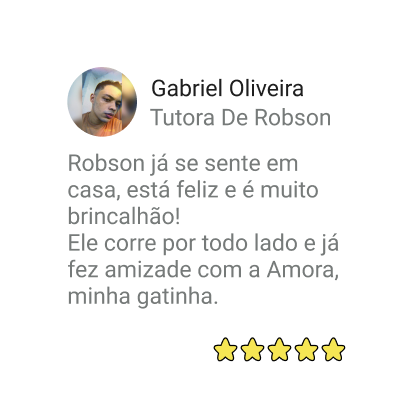 Gabriel Oliveira
Tutora De Robson
Robson já se sente em
casa, está feliz e é muito
brincalhão!
Ele corre por todo lado e já
fez amizade com a Amora,
minha gatinha.